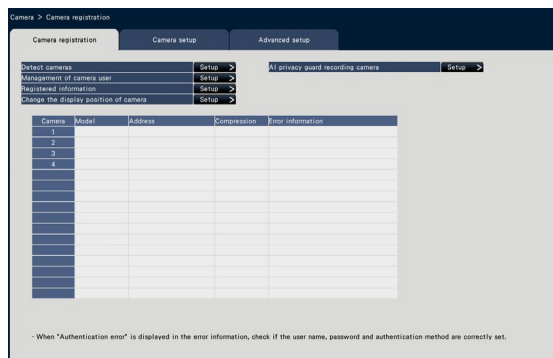 Camera > Camera registration
Camera registration Camera setup Advanced setup
Detect cameras Setup > AI privacy guard recording camera Setup >
Management of camera user Setup >
Registered information Setup >
Change the display position of camera Setup >
Camera Model Address Compression Error information
1
2
3
4
- When "Authentication error" is displayed in the error information, check if the user name, password and authentication method are correctly set.